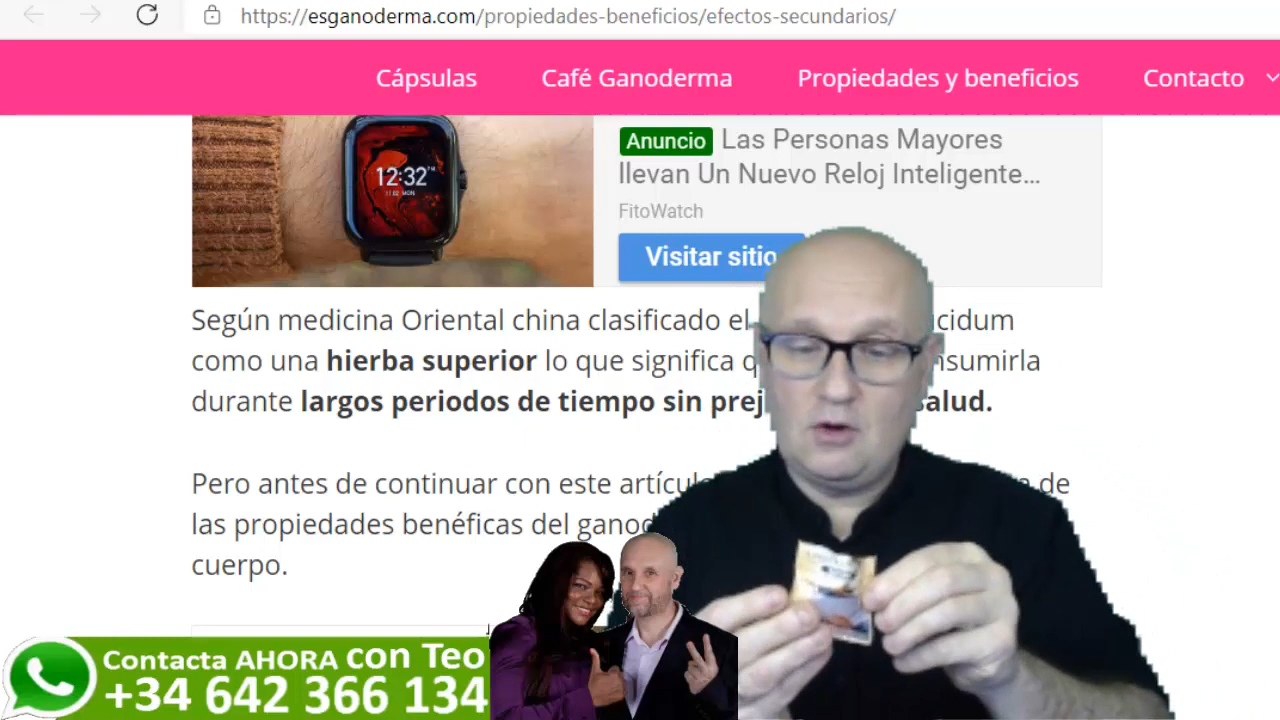 https://esganoderma.com/propiedades-beneficios/efectos-secundarios/
Cápsulas Café Ganoderma Propiedades y beneficios Contacto
12:32
Anuncio Las Personas Mayores
llevan Un Nuevo Reloj Inteligente...
FitoWatch
Visitar sitio
Según medicina Oriental china clasificado el
como una hierba superior lo que significa
durante largos periodos de tiempo sin salud.
Pero antes de continuar con este de
las propiedades benéficas del
cuerpo.
Contacta AHORA con Teo
+34 642 366 134